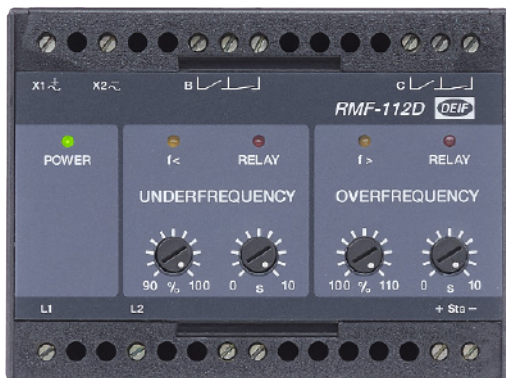 X1 X2 B C
RMF-112D DEIF
POWER f< RELAY f> RELAY
UNDERFREQUENCY OVERFREQUENCY
90 % 100 0 s 10 100 % 110 0 s 10
L1 L2 + Stg -